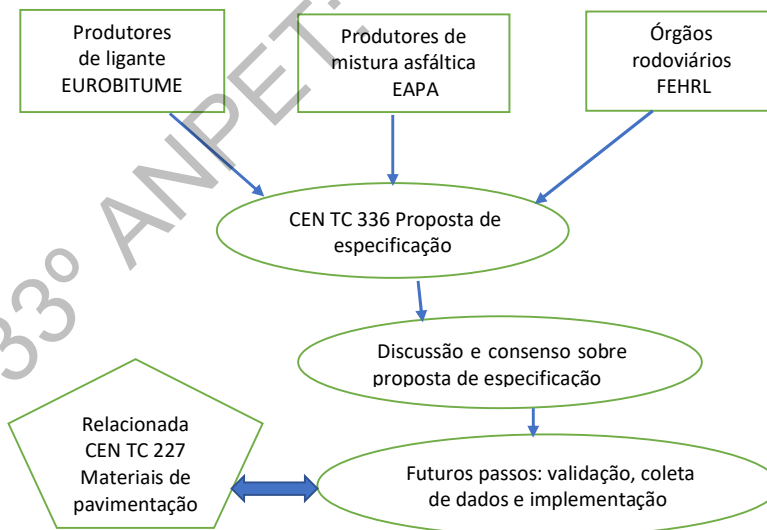 Produtores
de ligante
EUROBITUME
Produtores de
mistura asfáltica
EAPA
Órgãos
rodoviários
FEHRL
33º ANPET
CEN TC 336 Proposta de
especificação
Discussão e consenso sobre
proposta de especificação
Relacionada
CEN TC 227
Materiais de
pavimentação
Futuros passos: validação, coleta
de dados e implementação